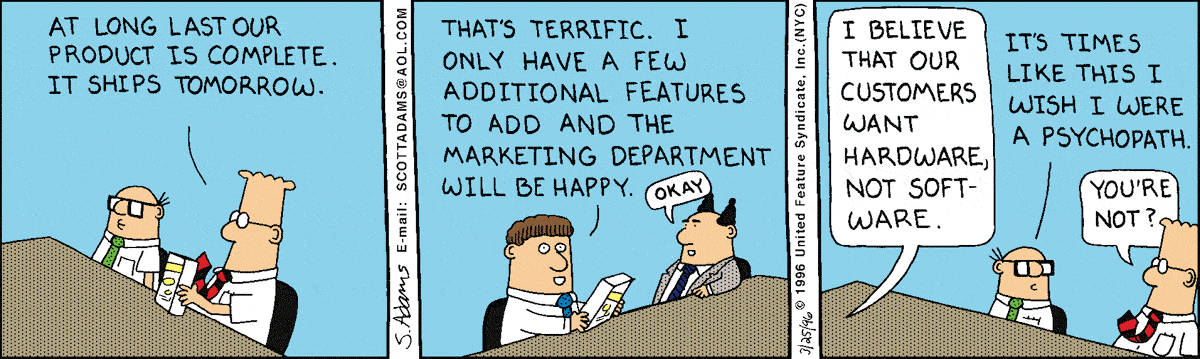 AT LONG LAST OUR
PRODUCT IS COMPLETE.
IT SHIPS TOMORROW.
S. Adams E-mail: SCOTTADAMS@AOL.COM
THAT'S TERRIFIC. I
ONLY HAVE A FEW
ADDITIONAL FEATURES
TO ADD AND THE
MARKETING DEPARTMENT
WILL BE HAPPY.
OKAY
3/25/96 © 1996 United Feature Syndicate, Inc.(NYC)
I BELIEVE
THAT OUR
CUSTOMERS
WANT
HARDWARE,
NOT SOFT-
WARE.
IT'S TIMES
LIKE THIS I
WISH I WERE
A PSYCHOPATH.
YOU'RE
NOT?